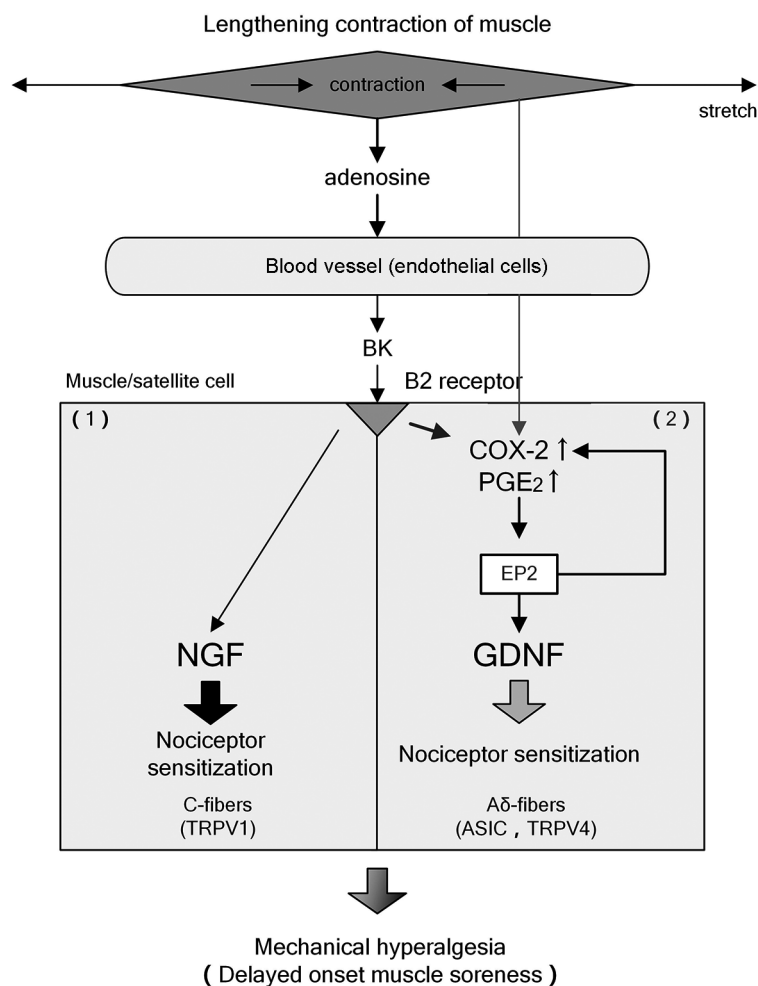 Lengthening contraction of muscle
contraction
stretch
adenosine
Blood vessel (endothelial cells)
BK
Muscle/satellite cell
B2 receptor
(1)
(2)
COX-2↑
PGE2↑
EP2
NGF
GDNF
Nociceptor
sensitization
Nociceptor sensitization
C-fibers
(TRPV1)
Aδ-fibers
(ASIC , TRPV4)
Mechanical hyperalgesia
( Delayed onset muscle soreness )